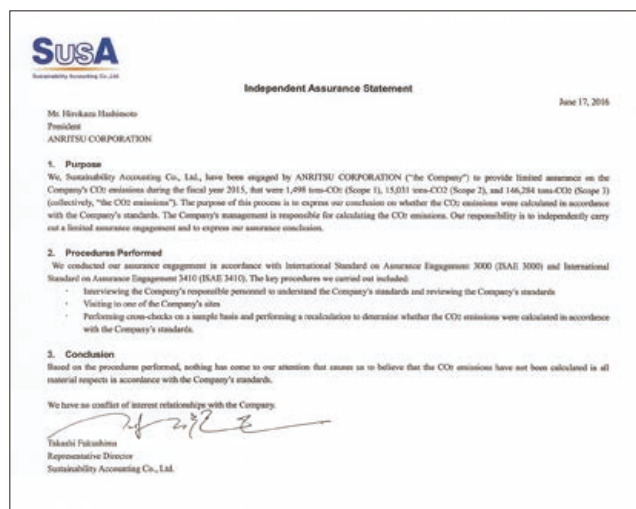 SusA
Sustainability Accounting Co., Ltd.
Independent Assurance Statement
June 17, 2016
Mr. Hirokazu Hashimoto
President
ANRITSU CORPORATION
1. Purpose
We, Sustainability Accounting Co., Ltd., have been engaged by ANRITSU CORPORATION ("the Company") to provide limited assurance on the
Company's CO2 emissions during the fiscal year 2015, that were 1,498 tons-CO2 (Scope 1), 15,031 tons-CO2 (Scope 2), and 146,284 tons-CO2 (Scope 3)
(collectively, "the CO2 emissions"). The purpose of this process is to express our conclusion on whether the CO2 emissions were calculated in accordance
with the Company's standards. The Company's management is responsible for calculating the CO2 emissions. Our responsibility is to independently carry
out a limited assurance engagement and to express our assurance conclusion.
2. Procedures Performed
We conducted our assurance engagement in accordance with International Standard on Assurance Engagement 3000 (ISAE 3000) and International
Standard on Assurance Engagement 3410 (ISAE 3410). The key procedures we carried out included:
· Interviewing the Company's responsible personnel to understand the Company's standards and reviewing the Company's standards
· Visiting to one of the Company's sites
· Performing cross-checks on a sample basis and performing a recalculation to determine whether the CO2 emissions were calculated in accordance
with the Company's standards.
3. Conclusion
Based on the procedures performed, nothing has come to our attention that causes us to believe that the CO2 emissions have not been calculated in all
material respects in accordance with the Company's standards.
We have no conflict of interest relationships with the Company.
Takashi Fukushima
Representative Director
Sustainability Accounting Co., Ltd.